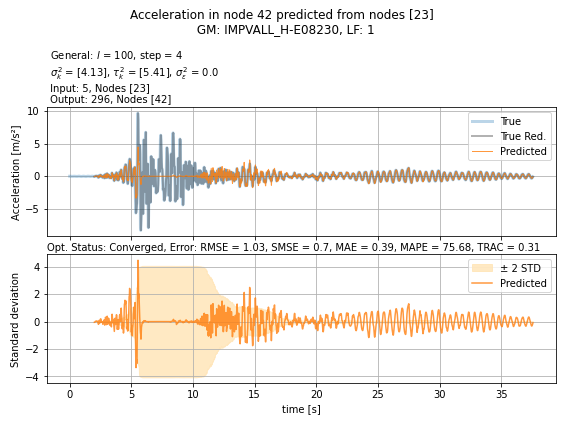 Acceleration in node 42 predicted from nodes [23]
GM: IMPVALL_H-E08230, LF: 1
General: l = 100, step = 4
σ²ₖ = [4.13], τ²ₖ = [5.41], σ²ε = 0.0
Input: 5, Nodes [23]
Output: 296, Nodes [42]
10
5
0
−5
Acceleration [m/s²]
True
True Red.
Predicted
Opt. Status: Converged, Error: RMSE = 1.03, SMSE = 0.7, MAE = 0.39, MAPE = 75.68, TRAC = 0.31
4
2
0
−2
−4
Standard deviation
± 2 STD
Predicted
0 5 10 15 20 25 30 35
time [s]